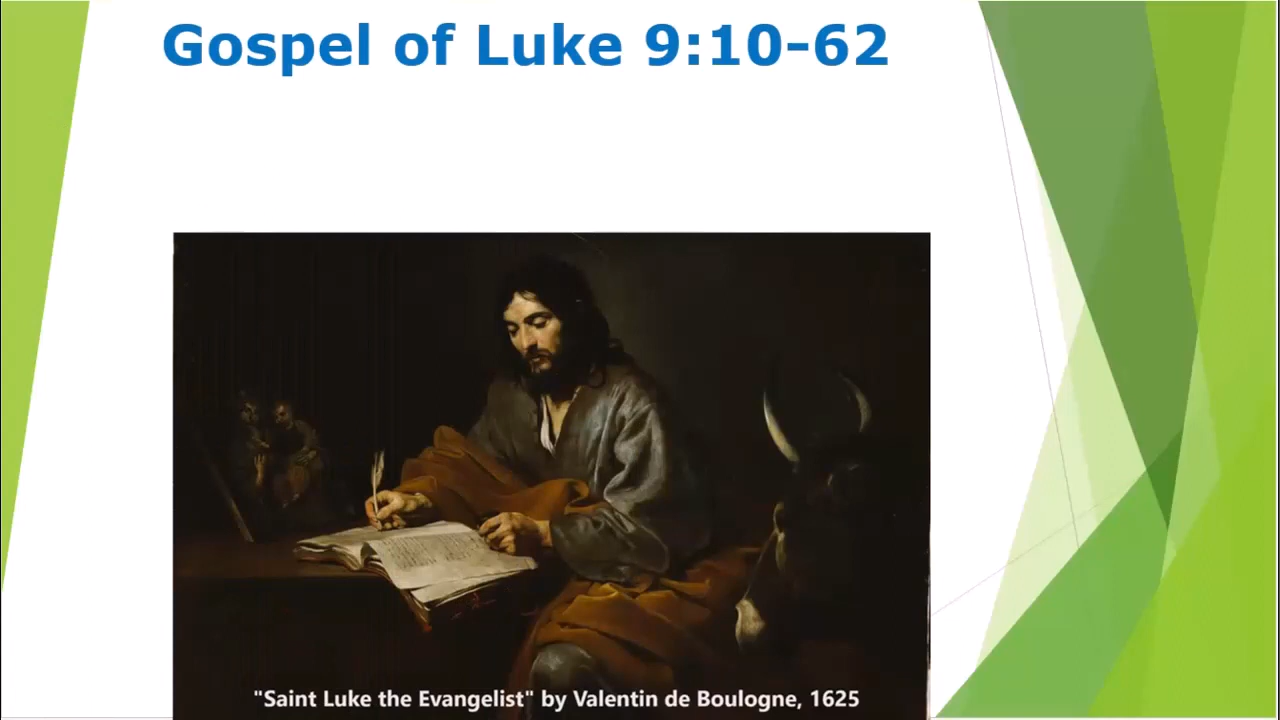 Gospel of Luke 9:10-62
"Saint Luke the Evangelist" by Valentin de Boulogne, 1625